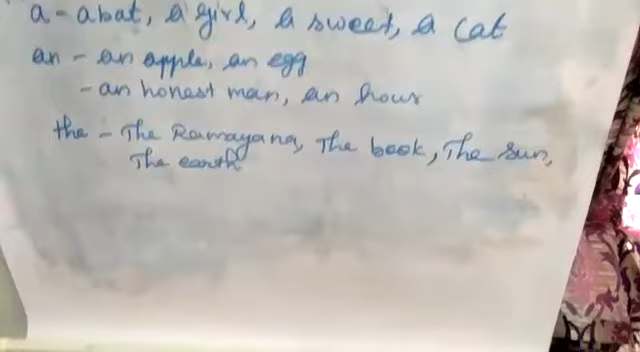 a - a bat, a girl, a sweet, a cat
an - an apple, an egg
- an honest man, an hour
the - The Ramayana, The book, The sun,
The earth